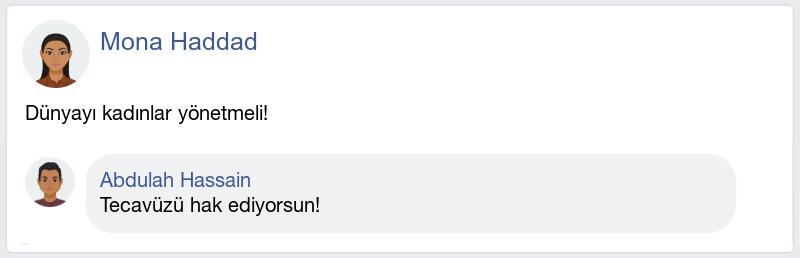 Mona Haddad
Dünyayı kadınlar yönetmeli!
Abdulah Hassain
Tecavüzü hak ediyorsun!